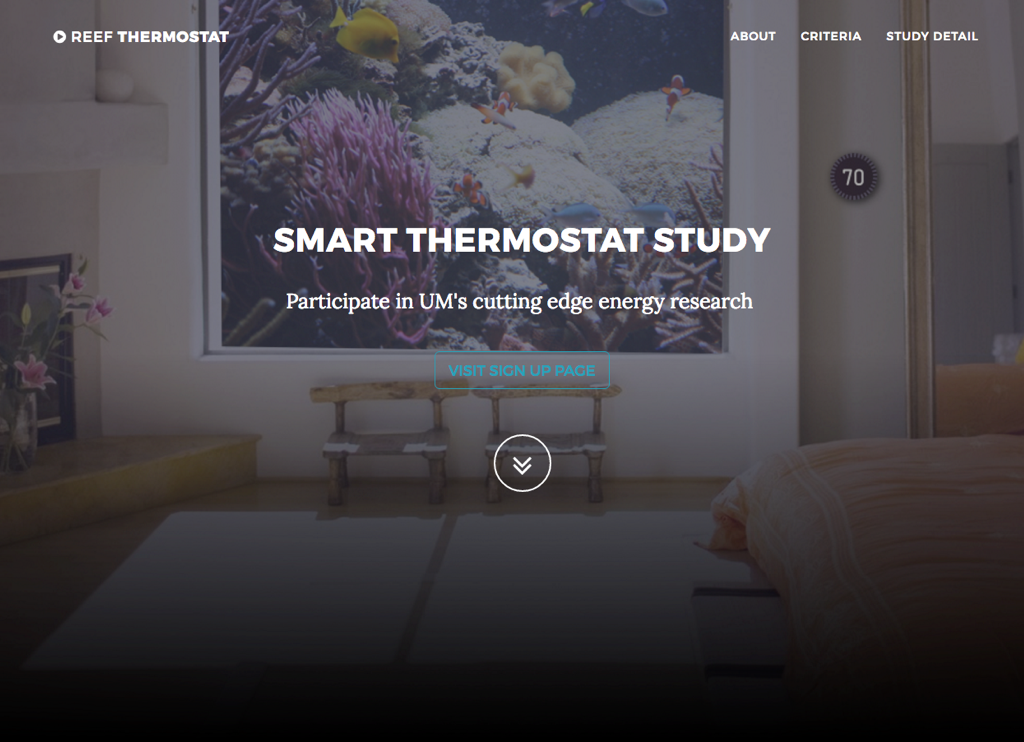 REEF THERMOSTAT
ABOUT CRITERIA STUDY DETAIL
70
SMART THERMOSTAT STUDY
Participate in UM's cutting edge energy research
VISIT SIGN UP PAGE